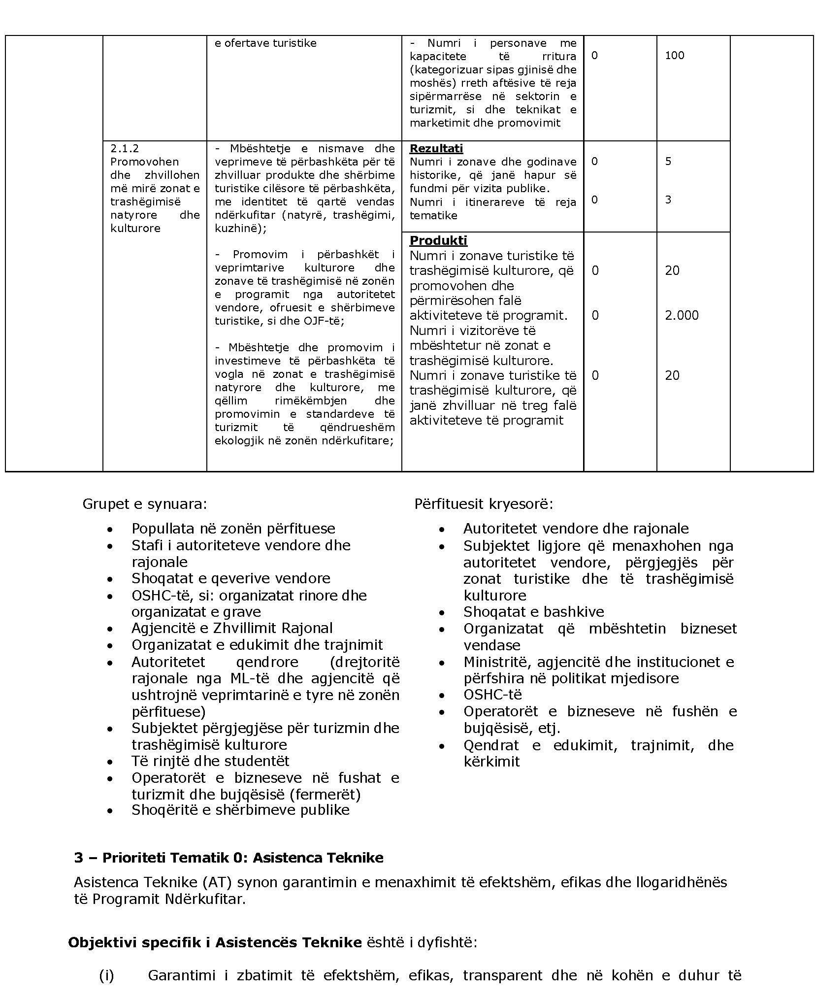 e ofertave turistike
- Numri i personave me
kapacitete të rritura
(kategorizuar sipas gjinisë dhe
moshës) rreth aftësive të reja
sipërmarrëse në sektorin e
turizmit, si dhe teknikat e
marketimit dhe promovimit
0
100
2.1.2
Promovohen
dhe zhvillohen
më mirë zonat e
trashëgimisë
natyrore dhe
kulturore
- Mbështetje e nismave dhe
veprimeve të përbashkëta për të
zhvilluar produkte dhe shërbime
turistike cilësore të përbashkëta,
me identitet të qartë vendas
ndërkufitar (natyrë, trashëgimi,
kuzhinë);
- Promovim i përbashkët i
veprimtarive kulturore dhe
zonave të trashëgimisë në zonën
e programit nga autoritetet
vendore, ofruesit e shërbimeve
turistike, si dhe OJF-të;
- Mbështetje dhe promovim i
investimeve të përbashkëta të
vogla në zonat e trashëgimisë
natyrore dhe kulturore, me
qëllim rimëkëmbjen dhe
promovimin e standardeve të
turizmit të qëndrueshëm
ekologjik në zonën ndërkufitare;
Rezultati
Numri i zonave dhe godinave
historike, që janë hapur së
fundmi për vizita publike.
Numri i itinerareve të reja
tematike
0
5
0
3
Produkti
Numri i zonave turistike të
trashëgimisë kulturore, që
promovohen dhe
përmirësohen falë
aktiviteteve të programit.
Numri i vizitorëve të
mbështetur në zonat e
trashëgimisë kulturore.
Numri i zonave turistike të
trashëgimisë kulturore, që
janë zhvilluar në treg falë
aktiviteteve të programit
0
20
0
2.000
0
20
Grupet e synuara:
• Popullata në zonën përfituese
• Stafi i autoriteteve vendore dhe
rajonale
• Shoqatat e qeverive vendore
• OSHC-të, si: organizatat rinore dhe
organizatat e grave
• Agjencitë e Zhvillimit Rajonal
• Organizatat e edukimit dhe trajnimit
• Autoritetet qendrore (drejtoritë
rajonale nga ML-të dhe agjencitë që
ushtrojnë veprimtarinë e tyre në zonën
përfituese)
• Subjektet përgjegjëse për turizmin dhe
trashëgimisë kulturore
• Të rinjtë dhe studentët
• Operatorët e bizneseve në fushat e
turizmit dhe bujqësisë (fermerët)
• Shoqëritë e shërbimeve publike
Përfituesit kryesorë:
• Autoritetet vendore dhe rajonale
• Subjektet ligjore që menaxhohen nga
autoritetet vendore, përgjegjës për
zonat turistike dhe të trashëgimisë
kulturore
• Shoqatat e bashkive
• Organizatat që mbështetin bizneset
vendase
• Ministritë, agjencitë dhe institucionet e
përfshira në politikat mjedisore
• OSHC-të
• Operatorët e bizneseve në fushën e
bujqësisë, etj.
• Qendrat e edukimit, trajnimit, dhe
kërkimit
3 – Prioriteti Tematik 0: Asistenca Teknike
Asistenca Teknike (AT) synon garantimin e menaxhimit të efektshëm, efikas dhe llogaridhënës
të Programit Ndërkufitar.
Objektivi specifik i Asistencës Teknike është i dyfishtë:
(i) Garantimi i zbatimit të efektshëm, efikas, transparent dhe në kohën e duhur të